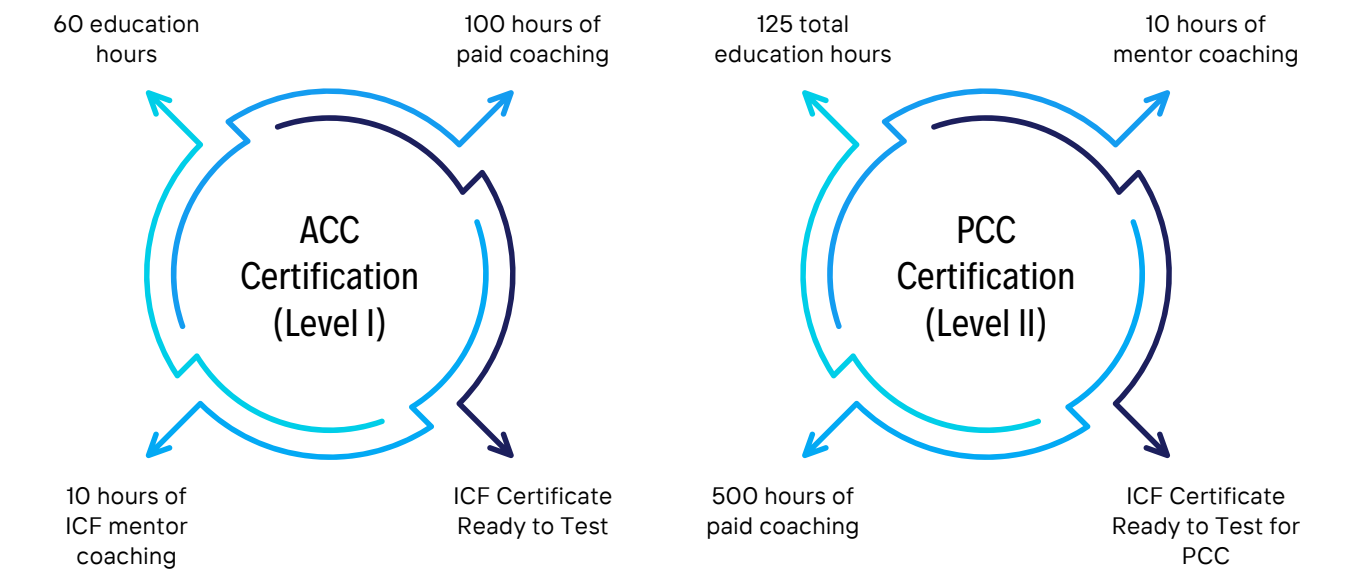 60 education
hours
100 hours of
paid coaching
ACC
Certification
(Level I)
10 hours of
ICF mentor
coaching
ICF Certificate
Ready to Test
125 total
education hours
10 hours of
mentor coaching
PCC
Certification
(Level II)
500 hours of
paid coaching
ICF Certificate
Ready to Test for
PCC